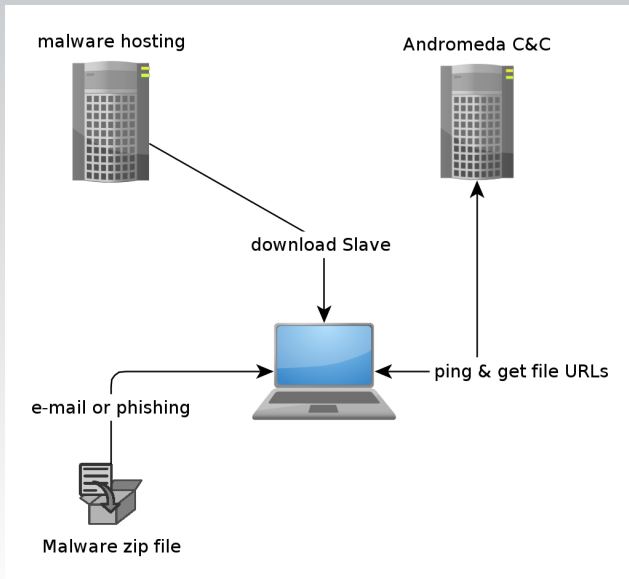 malware hosting
Andromeda C&C
download Slave
ping & get file URLs
e-mail or phishing
Malware zip file